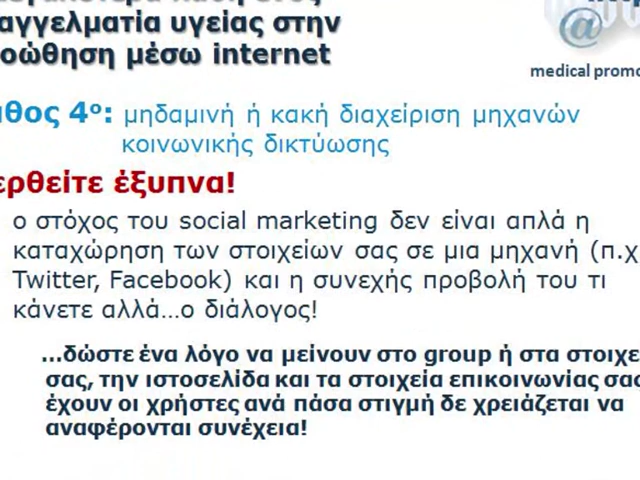 αγγελματία υγείας στην
οώθηση μέσω internet
medical promo
θος 4ο: μηδαμινή ή κακή διαχείριση μηχανών
κοινωνικής δικτύωσης
ερθείτε έξυπνα!
ο στόχος του social marketing δεν είναι απλά η
καταχώρηση των στοιχείων σας σε μια μηχανή (π.χ
Twitter, Facebook) και η συνεχής προβολή του τι
κάνετε αλλά…ο διάλογος!
…δώστε ένα λόγο να μείνουν στο group ή στα στοιχε
σας, την ιστοσελίδα και τα στοιχεία επικοινωνίας σας
έχουν οι χρήστες ανά πάσα στιγμή δε χρειάζεται να
αναφέρονται συνέχεια!